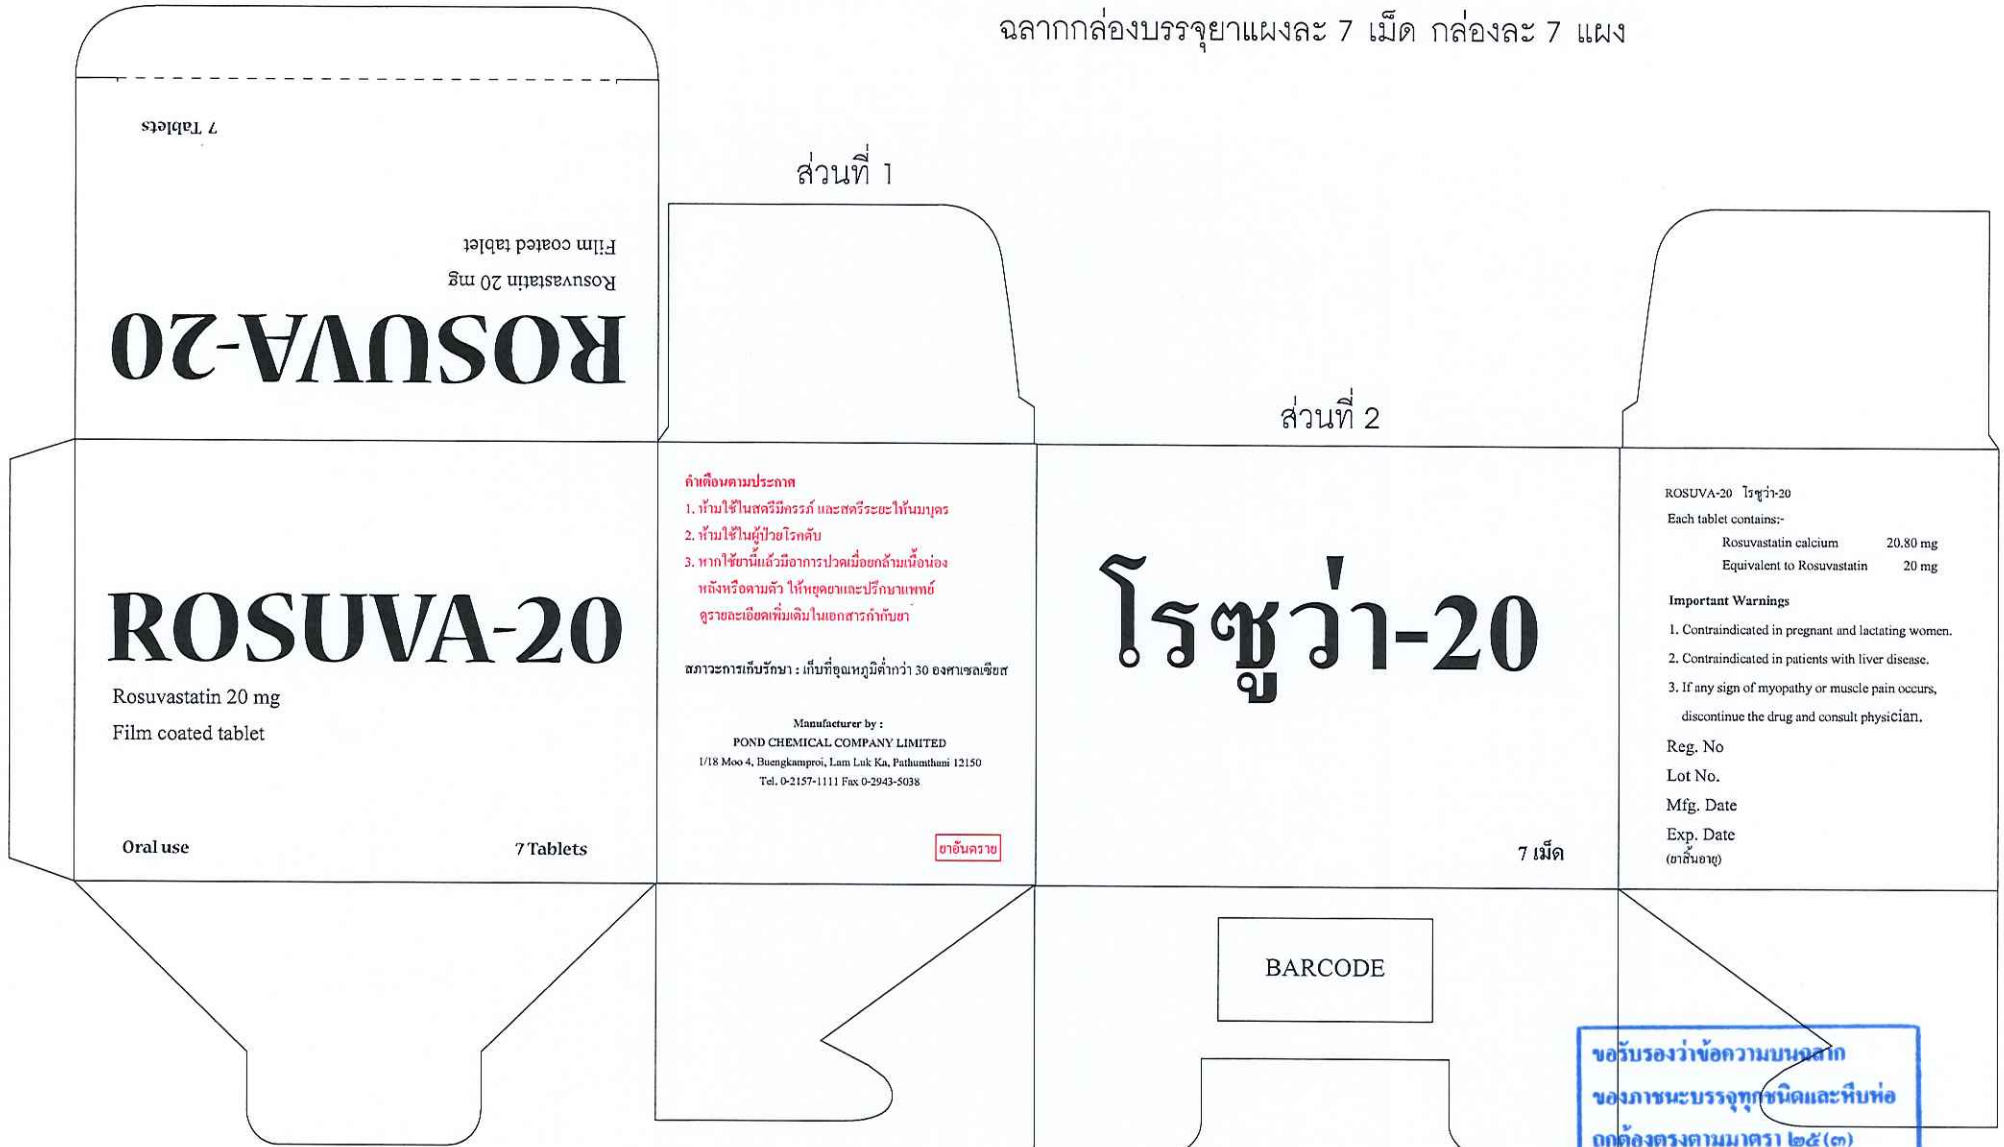 ฉลากกล่องบรรจุยาแผงละ 7 เม็ด กล่องละ 7 แผง
7 Tablets
Film coated tablet
Rosuvastatin 20 mg
ROSUVA-20
ส่วนที่ 1
ส่วนที่ 2
ROSUVA-20
Rosuvastatin 20 mg
Film coated tablet
Oral use 7 Tablets
คำเตือนตามประกาศ
1. ห้ามใช้ในสตรีมีครรภ์ และสตรีระยะให้นมบุตร
2. ห้ามใช้ในผู้ป่วยโรคตับ
3. หากใช้ยานี้แล้วมีอาการปวดเมื่อยกล้ามเนื้อน่อง
หลังหรือตามตัว ให้หยุดยาและปรึกษาแพทย์
ดูรายละเอียดเพิ่มเติมในเอกสารกำกับยา
สภาวะการเก็บรักษา : เก็บที่อุณหภูมิต่ำกว่า 30 องศาเซลเซียส
Manufacturer by :
POND CHEMICAL COMPANY LIMITED
1/18 Moo 4, Buengkamproi, Lam Luk Ka, Pathumthani 12150
Tel. 0-2157-1111 Fax 0-2943-5038
ยาอันตราย
โรซูว่า-20
7 เม็ด
ROSUVA-20 โรซูว่า-20
Each tablet contains:-
Rosuvastatin calcium 20.80 mg
Equivalent to Rosuvastatin 20 mg
Important Warnings
1. Contraindicated in pregnant and lactating women.
2. Contraindicated in patients with liver disease.
3. If any sign of myopathy or muscle pain occurs,
discontinue the drug and consult physician.
Reg. No
Lot No.
Mfg. Date
Exp. Date
(ยาสิ้นอายุ)
BARCODE
ขอรับรองว่าข้อความบนฉลาก
ของภาชนะบรรจุทุกชนิดและหีบห่อ
ถูกต้องตรงตามมาตรา ๒๕(๓)